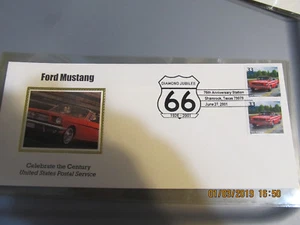 Ford Mustang
DIAMOND JUBILEE
66
1926 - 2001
75th Anniversary Station
Shamrock, Texas 79079
June 27, 2001
33
33
Celebrate the Century
United States Postal Service